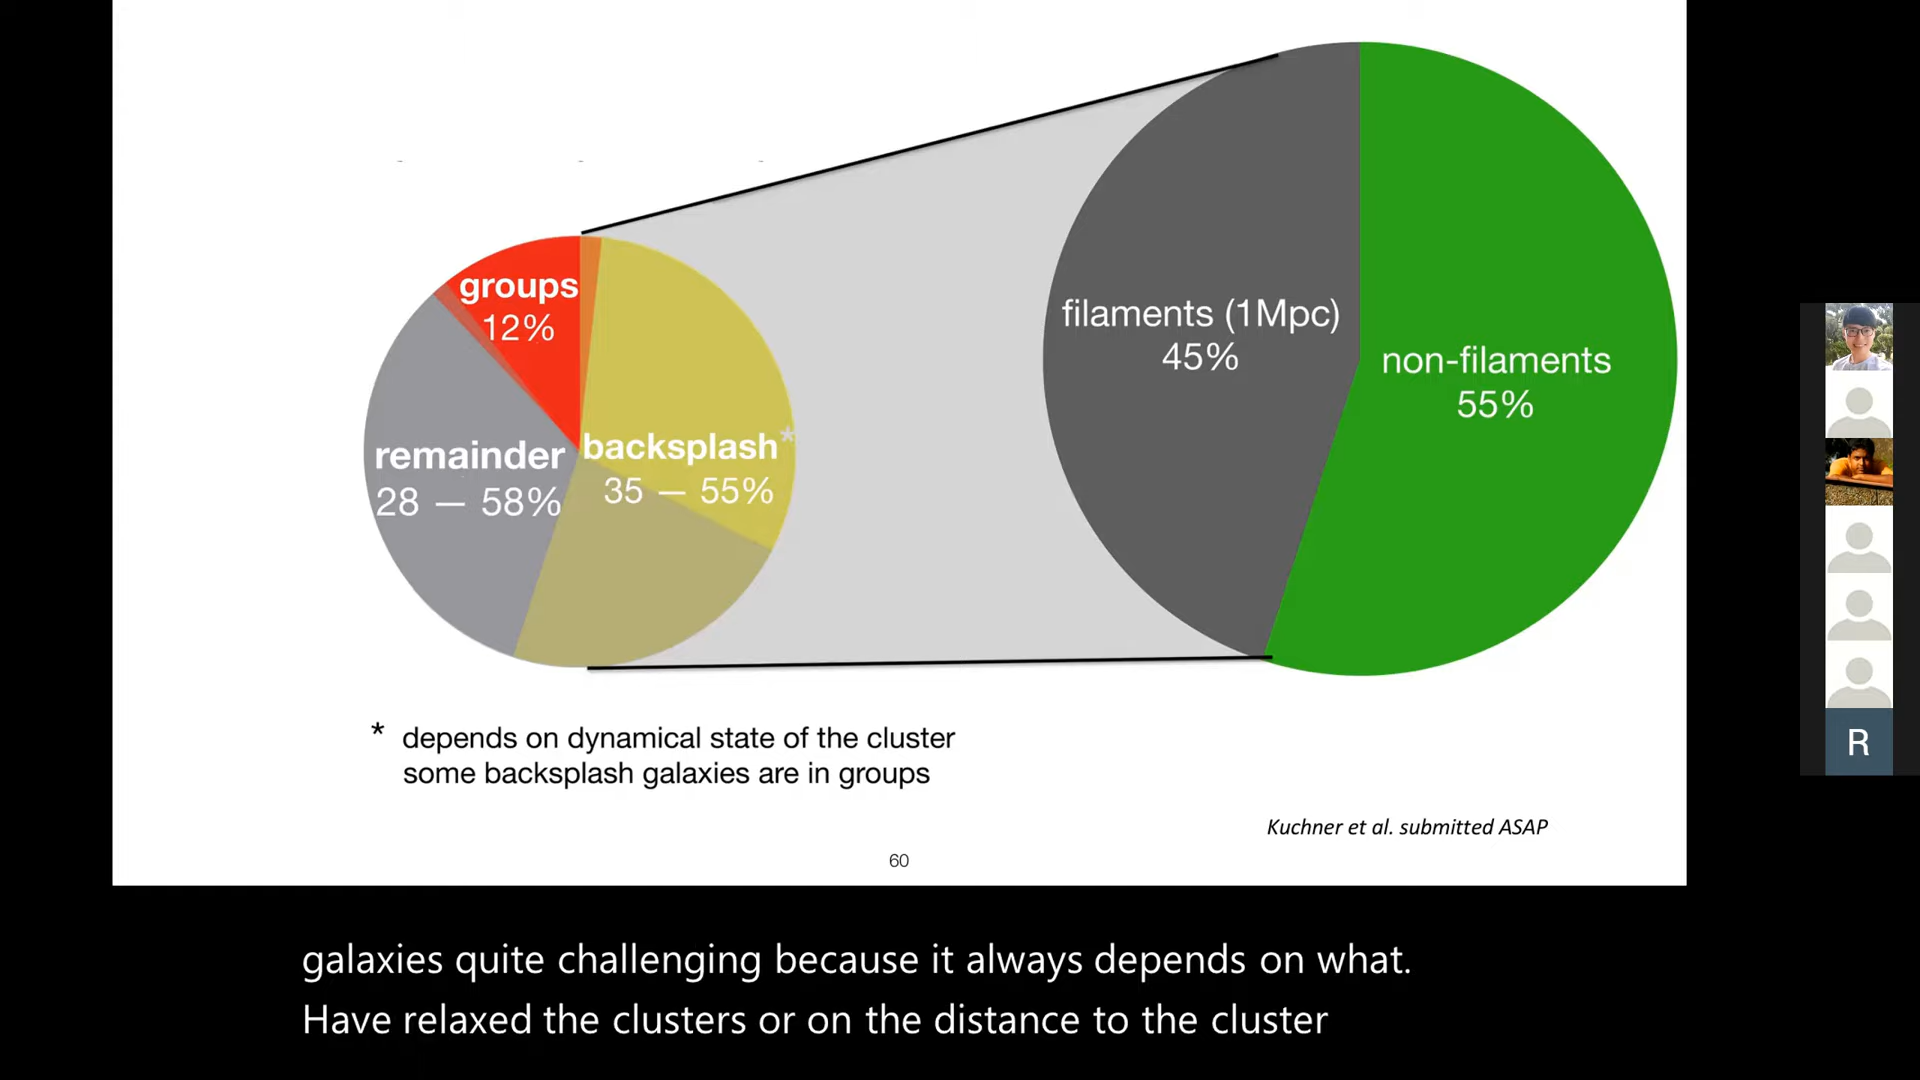 groups
12%
remainder
28 — 58%
backsplash*
35 — 55%
filaments (1Mpc)
45%
non-filaments
55%
* depends on dynamical state of the cluster
some backsplash galaxies are in groups
Kuchner et al. submitted ASAP
60
R
galaxies quite challenging because it always depends on what.
Have relaxed the clusters or on the distance to the cluster